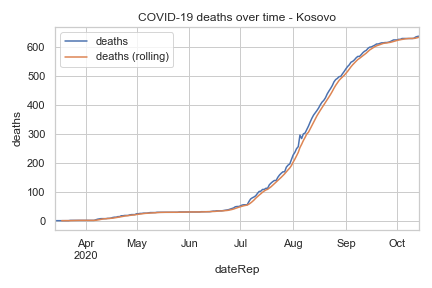 COVID-19 deaths over time - Kosovo
deaths
deaths (rolling)
600
500
400
300
200
100
0
deaths
Apr May Jun Jul Aug Sep Oct
2020
dateRep